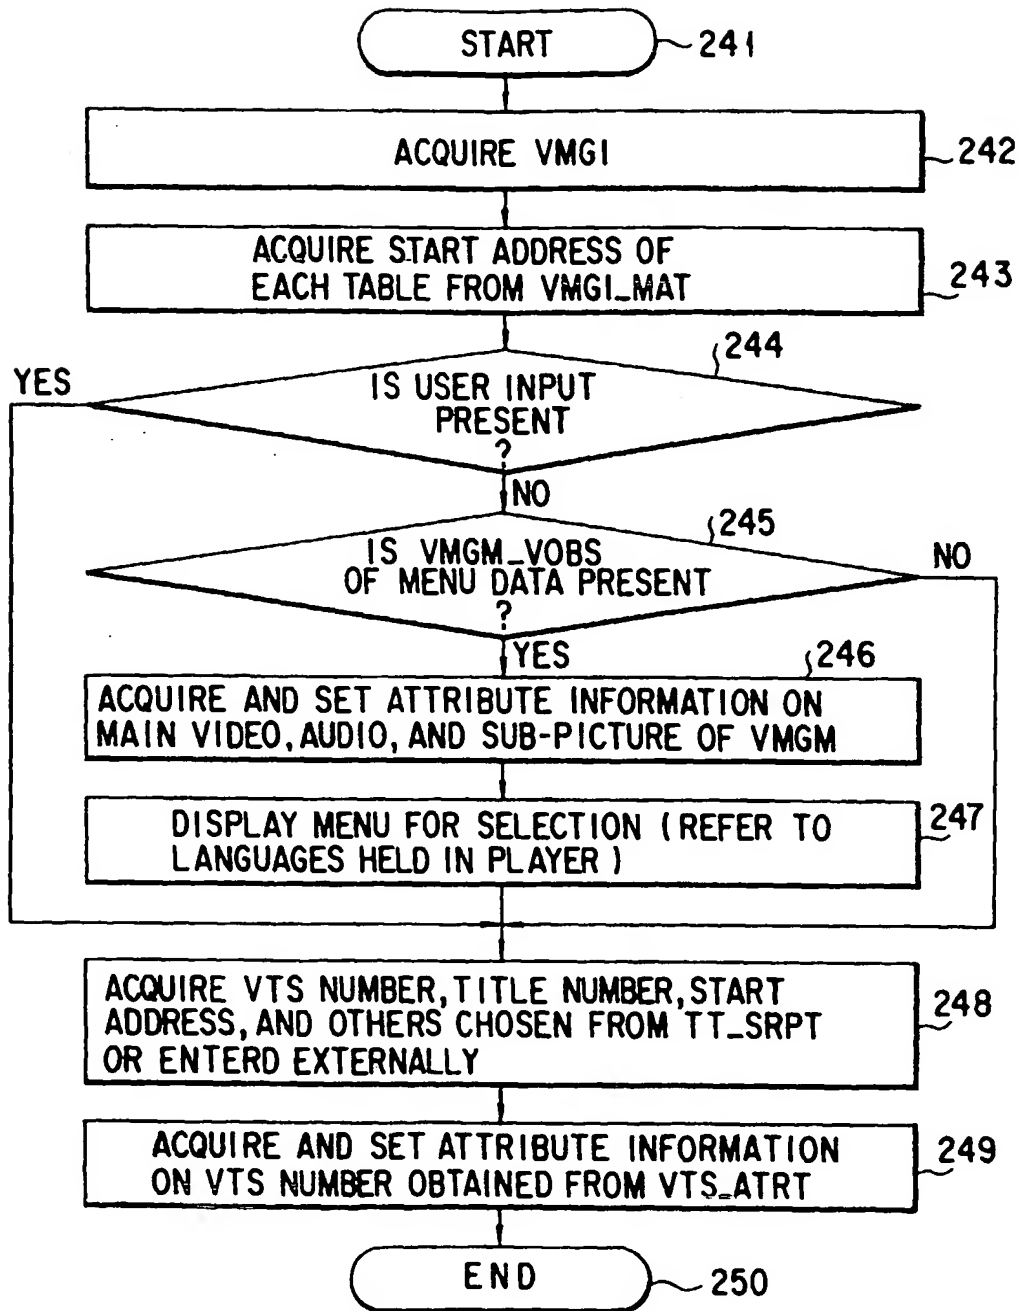 START
241
ACQUIRE VMGI
242
ACQUIRE START ADDRESS OF
EACH TABLE FROM VMGI_MAT
243
244
YES
IS USER INPUT
PRESENT
?
NO
245
IS VMGM_VOBS
OF MENU DATA PRESENT
?
NO
YES
246
ACQUIRE AND SET ATTRIBUTE INFORMATION ON
MAIN VIDEO, AUDIO, AND SUB-PICTURE OF VMGM
DISPLAY MENU FOR SELECTION (REFER TO
LANGUAGES HELD IN PLAYER)
247
ACQUIRE VTS NUMBER, TITLE NUMBER, START
ADDRESS, AND OTHERS CHOSEN FROM TT_SRPT
OR ENTERD EXTERNALLY
248
ACQUIRE AND SET ATTRIBUTE INFORMATION
ON VTS NUMBER OBTAINED FROM VTS_ATRT
249
END
250